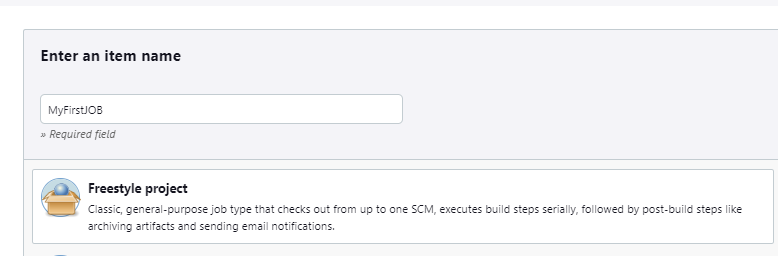 Enter an item name
MyFirstJOB
» Required field
Freestyle project
Classic, general-purpose job type that checks out from up to one SCM, executes build steps serially, followed by post-build steps like
archiving artifacts and sending email notifications.